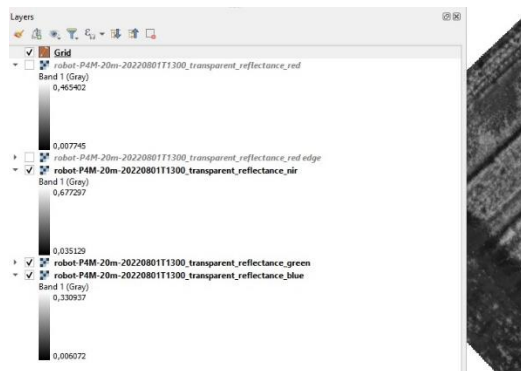 Layers
Grid
robot-P4M-20m-20220801T1300_transparent_reflectance_red
Band 1 (Gray)
0,465402
0,007745
robot-P4M-20m-20220801T1300_transparent_reflectance_red edge
robot-P4M-20m-20220801T1300_transparent_reflectance_nir
Band 1 (Gray)
0,677297
0,035129
robot-P4M-20m-20220801T1300_transparent_reflectance_green
robot-P4M-20m-20220801T1300_transparent_reflectance_blue
Band 1 (Gray)
0,330937
0,006072